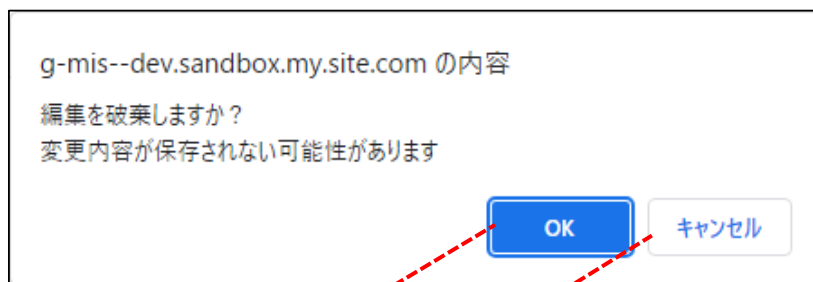 g-mis--dev.sandbox.my.site.com の内容
編集を破棄しますか？
変更内容が保存されない可能性があります
OK
キャンセル